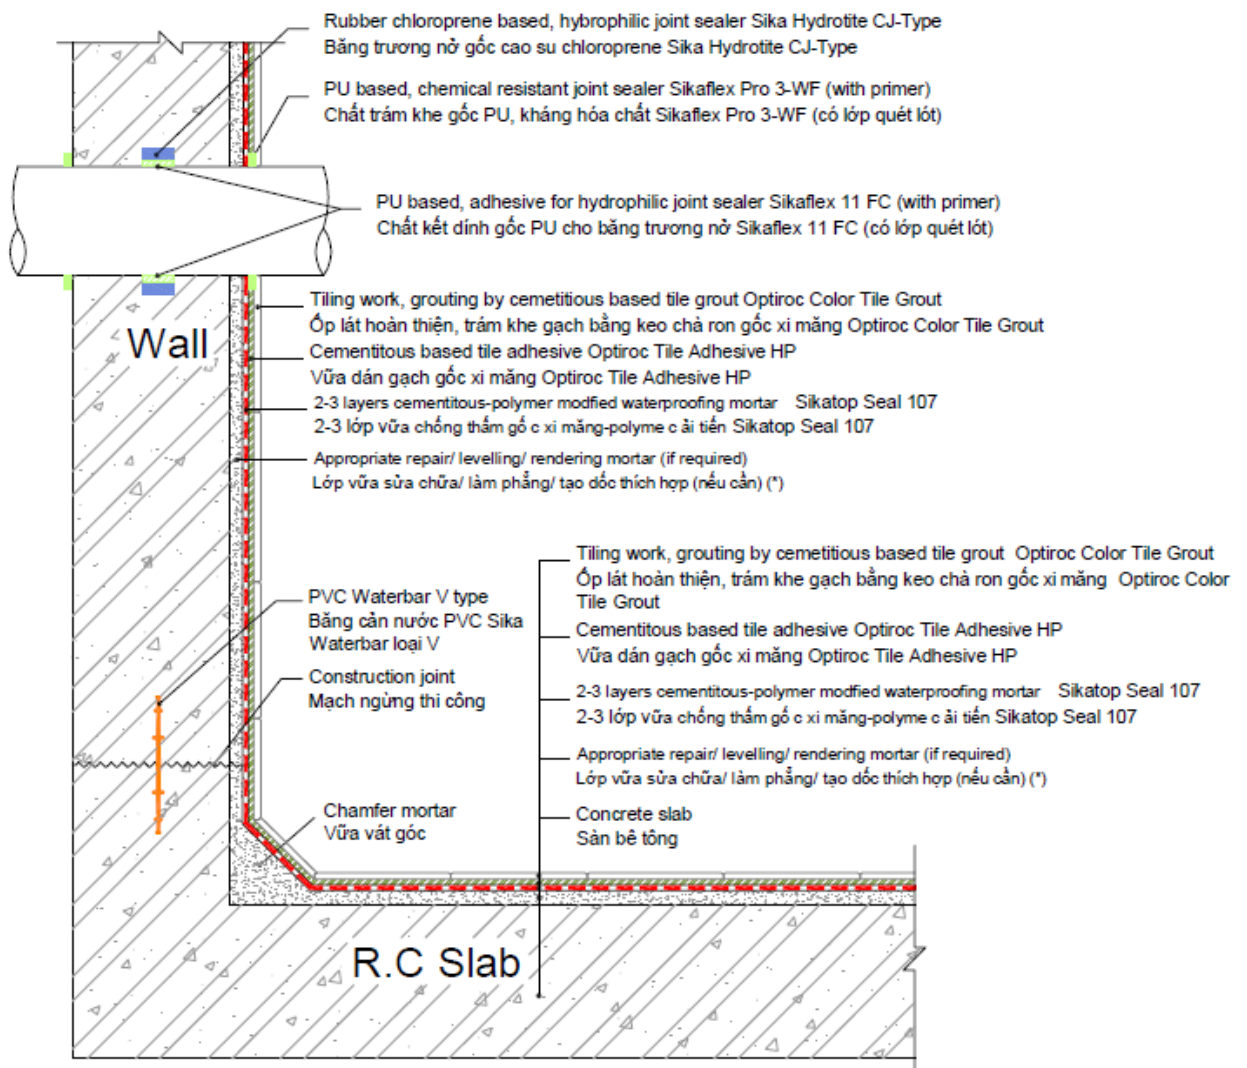 Rubber chloroprene based, hybrophilic joint sealer Sika Hydrotite CJ-Type
Băng trương nở gốc cao su chloroprene Sika Hydrotite CJ-Type
PU based, chemical resistant joint sealer Sikaflex Pro 3-WF (with primer)
Chất trám khe gốc PU, kháng hóa chất Sikaflex Pro 3-WF (có lớp quét lót)
PU based, adhesive for hydrophilic joint sealer Sikaflex 11 FC (with primer)
Chất kết dính gốc PU cho băng trương nở Sikaflex 11 FC (có lớp quét lót)
Tiling work, grouting by cemetitious based tile grout Optiroc Color Tile Grout
Ốp lát hoàn thiện, trám khe gạch bằng keo chà ron gốc xi măng Optiroc Color Tile Grout
Wall
Cementitous based tile adhesive Optiroc Tile Adhesive HP
Vữa dán gạch gốc xi măng Optiroc Tile Adhesive HP
2-3 layers cementitous-polymer modfied waterproofing mortar Sikatop Seal 107
2-3 lớp vữa chống thấm gố c xi măng-polyme c ải tiến Sikatop Seal 107
Appropriate repair/ levelling/ rendering mortar (if required)
Lớp vữa sửa chữa/ làm phẳng/ tạo dốc thích hợp (nếu cần) (*)
Tiling work, grouting by cemetitious based tile grout Optiroc Color Tile Grout
Ốp lát hoàn thiện, trám khe gạch bằng keo chà ron gốc xi măng Optiroc Color
Tile Grout
PVC Waterbar V type
Băng cản nước PVC Sika
Waterbar loại V
Cementitous based tile adhesive Optiroc Tile Adhesive HP
Vữa dán gạch gốc xi măng Optiroc Tile Adhesive HP
Construction joint
Mạch ngừng thi công
2-3 layers cementitous-polymer modfied waterproofing mortar Sikatop Seal 107
2-3 lớp vữa chống thấm gố c xi măng-polyme c ải tiến Sikatop Seal 107
Appropriate repair/ levelling/ rendering mortar (if required)
Lớp vữa sửa chữa/ làm phẳng/ tạo dốc thích hợp (nếu cần) (*)
Chamfer mortar
Vữa vát góc
Concrete slab
Sàn bê tông
R.C Slab